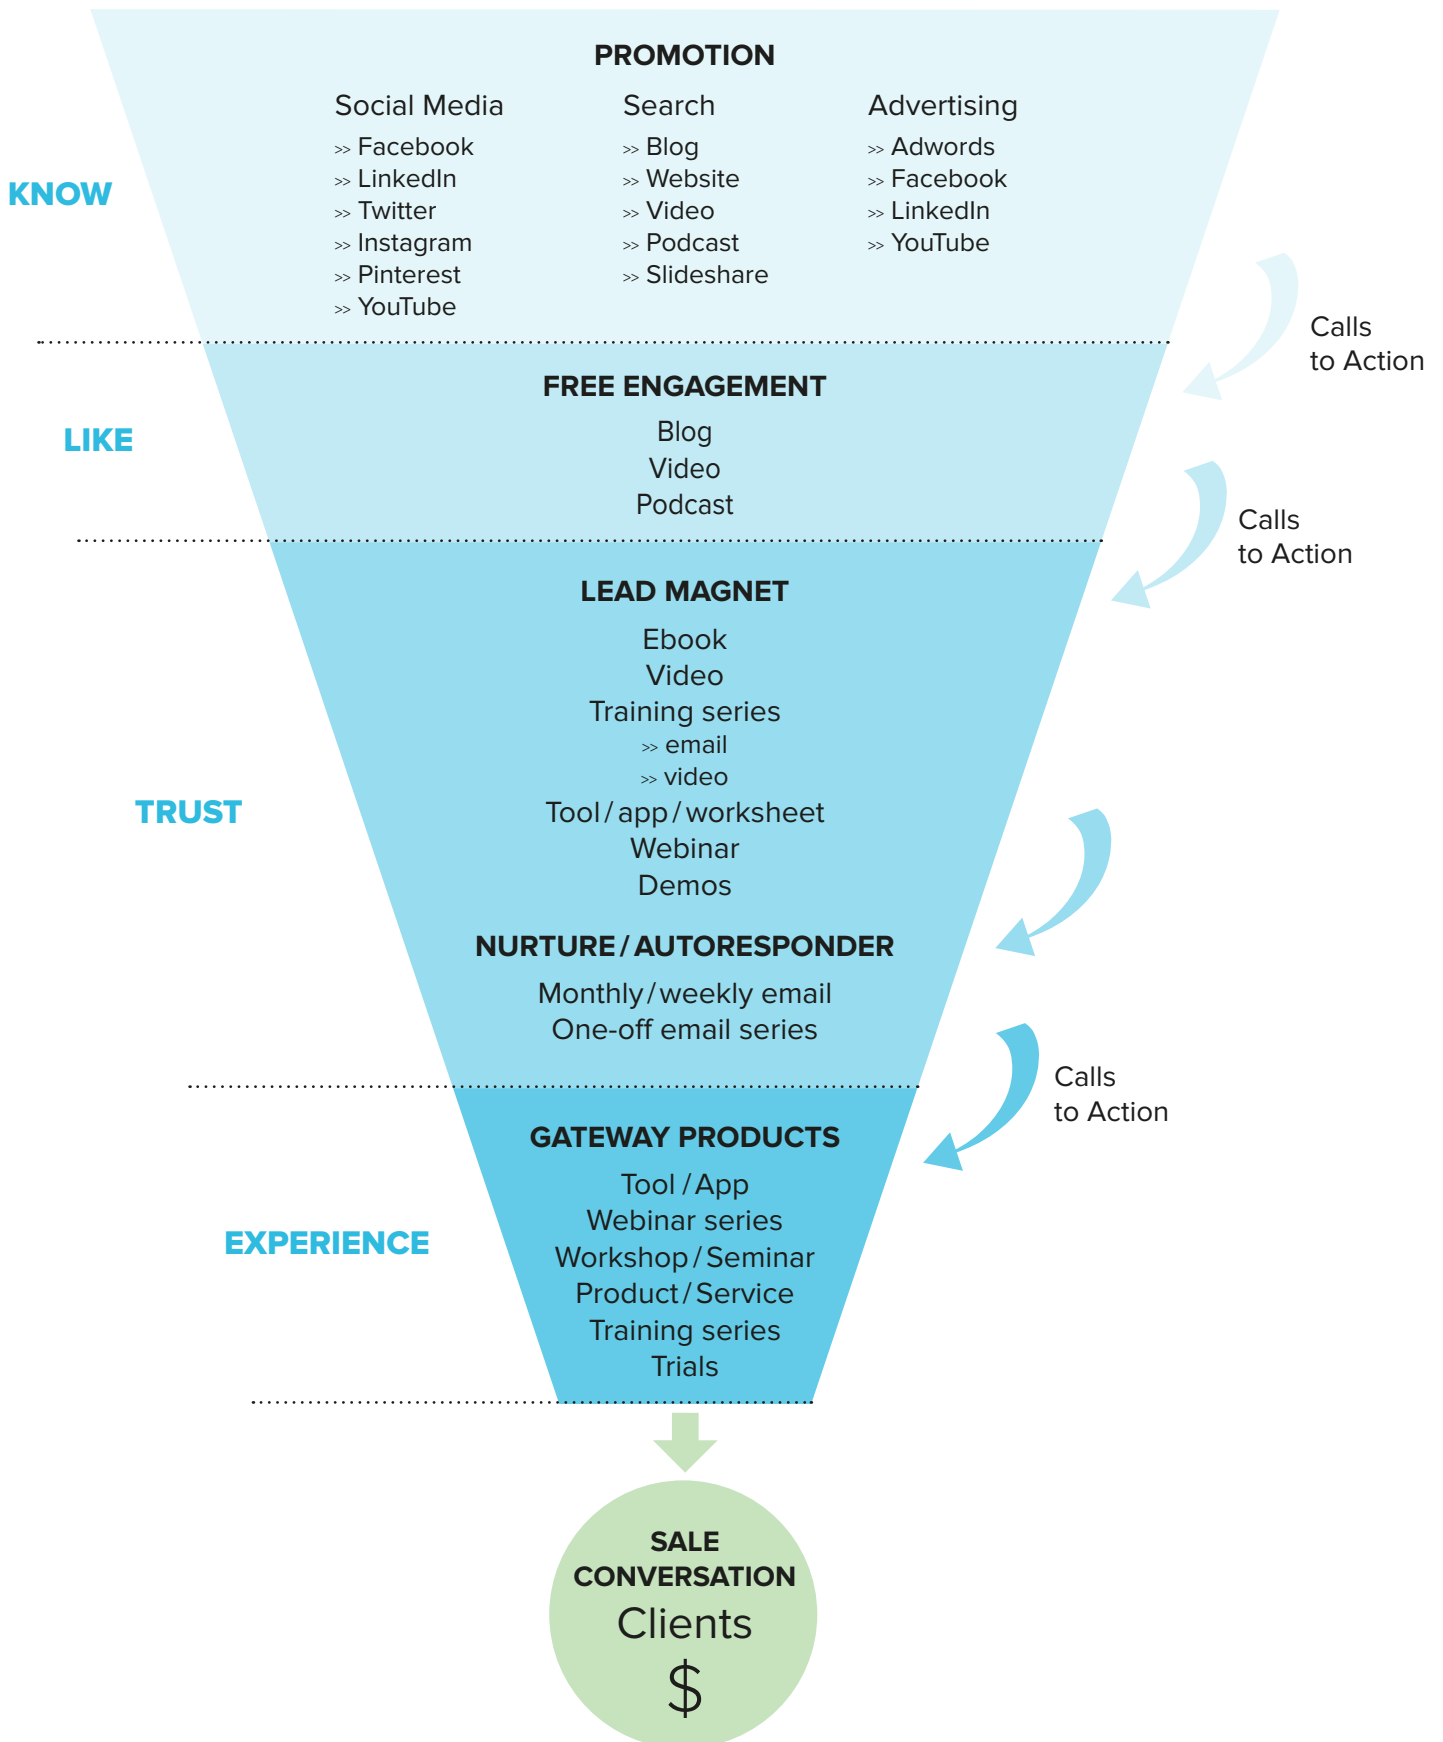 PROMOTION
Social Media
>> Facebook
>> LinkedIn
>> Twitter
>> Instagram
>> Pinterest
>> YouTube
Search
>> Blog
>> Website
>> Video
>> Podcast
>> Slideshare
Advertising
>> Adwords
>> Facebook
>> LinkedIn
>> YouTube
KNOW
Calls
to Action
FREE ENGAGEMENT
Blog
Video
Podcast
LIKE
Calls
to Action
LEAD MAGNET
Ebook
Video
Training series
>> email
>> video
Tool / app / worksheet
Webinar
Demos
TRUST
NURTURE / AUTORESPONDER
Monthly / weekly email
One-off email series
Calls
to Action
GATEWAY PRODUCTS
Tool / App
Webinar series
Workshop / Seminar
Product / Service
Training series
Trials
EXPERIENCE
SALE
CONVERSATION
Clients
$